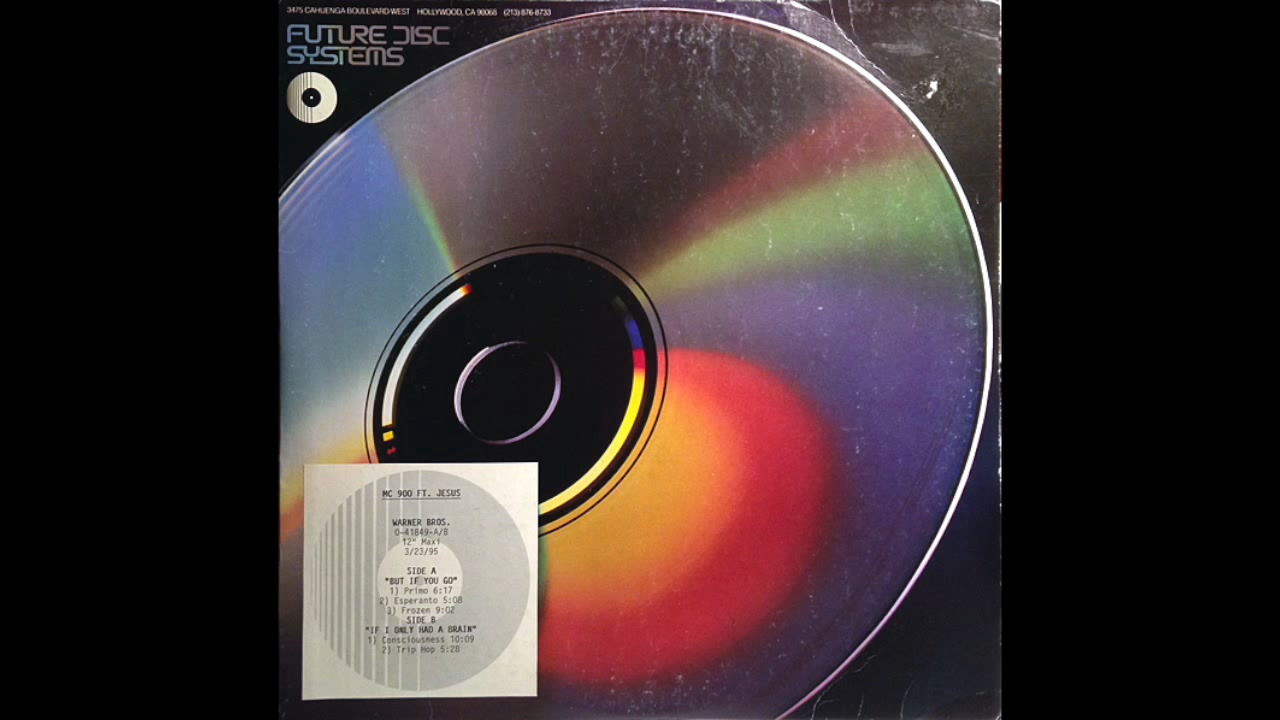 3475 CAHUENGA BOULEVARD WEST HOLLYWOOD, CA 90068 (213) 876-8733
FUTURE DISC
SYSTEMS
MC 900 FT. JESUS
WARNER BROS.
O-41849-A/B
12" Maxi
3/23/95
SIDE A
"BUT IF YOU GO"
1) Primo 6:17
2) Esperanto 5:08
3) Frozen 9:02
SIDE B
"IF I ONLY HAD A BRAIN"
1) Consciousness 10:09
2) Trip Hop 5:28